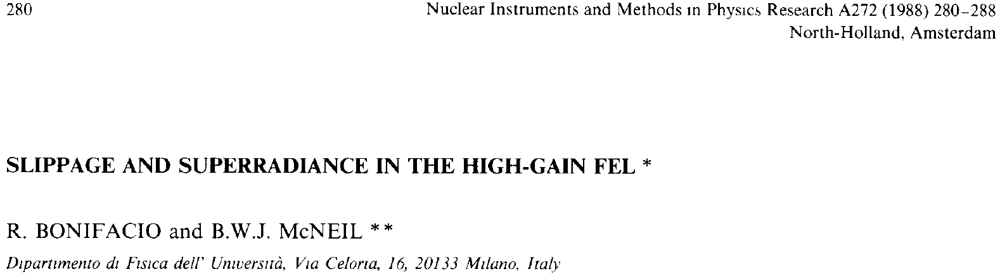 280
Nuclear Instruments and Methods in Physics Research A272 (1988) 280–288
North-Holland, Amsterdam
SLIPPAGE AND SUPERRADIANCE IN THE HIGH-GAIN FEL *
R. BONIFACIO and B.W.J. McNEIL **
Dipartimento di Fisica dell' Università, Via Celoria, 16, 20133 Milano, Italy